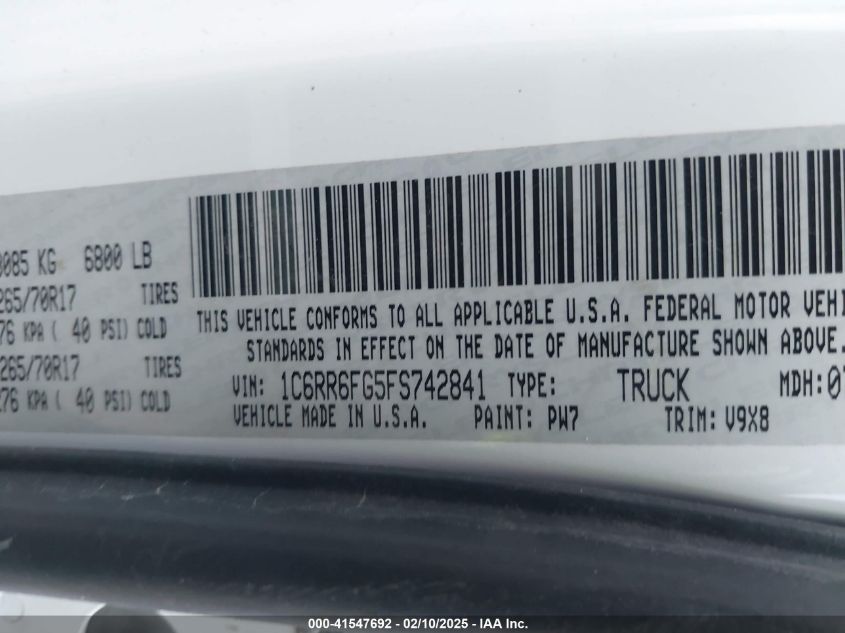 085 KG 6800 LB
265/70R17 TIRES
76 KPA ( 40 PSI) COLD
265/70R17 TIRES
276 KPA ( 40 PSI) COLD
THIS VEHICLE CONFORMS TO ALL APPLICABLE U.S.A. FEDERAL MOTOR VEHI
STANDARDS IN EFFECT ON THE DATE OF MANUFACTURE SHOWN ABOVE.
VIN: 1C6RR6FG5FS742841 TYPE: TRUCK MDH:0
VEHICLE MADE IN U.S.A. PAINT: PW7 TRIM: V9X8
000-41547692 - 02/10/2025 - IAA Inc.